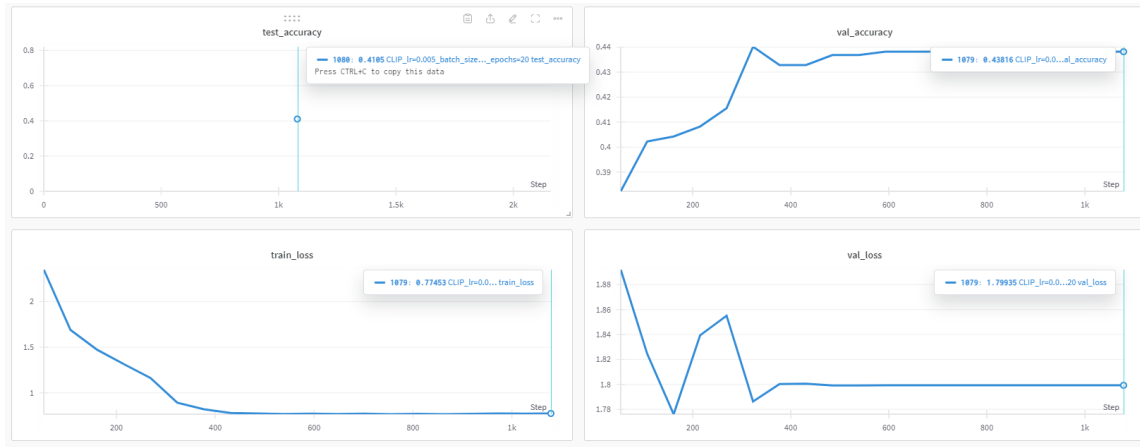 test_accuracy
0.8
0.6
0.4
0.2
0
0
500
1k
1.5k
2k
Step
1080: 0.4105 CLIP_lr=0.005_batch_size..._epochs=20 test_accuracy
Press CTRL+C to copy this data
val_accuracy
0.44
0.43
0.42
0.41
0.4
0.39
200
400
600
800
1k
Step
1079: 0.43816 CLIP_lr=0.0...al_accuracy
train_loss
2
1.5
1
200
400
600
800
1k
Step
1079: 0.77453 CLIP_lr=0.0... train_loss
val_loss
1.88
1.86
1.84
1.82
1.8
1.78
200
400
600
800
1k
Step
1079: 1.79935 CLIP_lr=0.0...20 val_loss